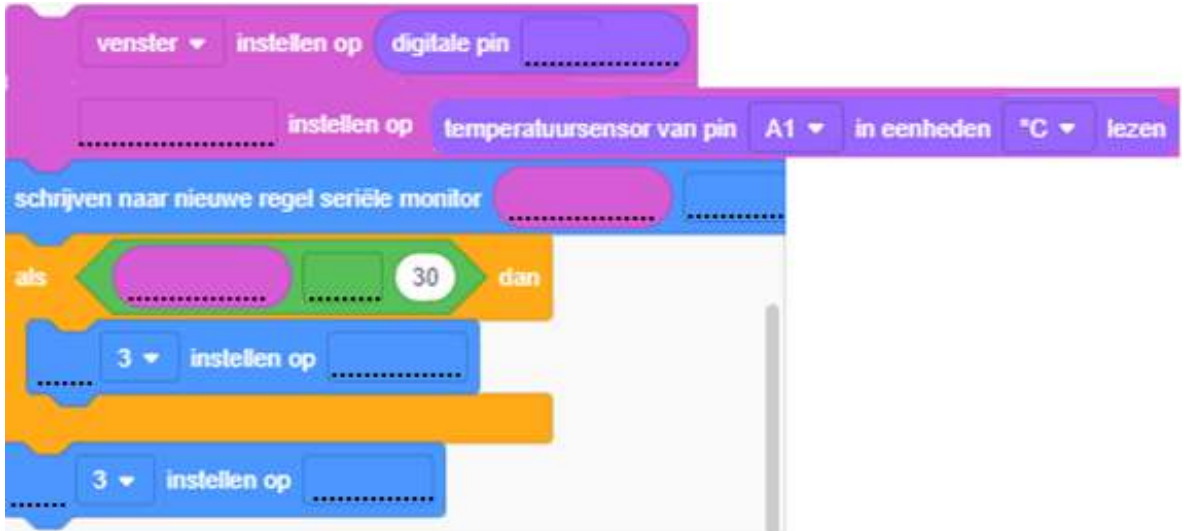 venster instellen op digitale pin ....................
......................... instellen op temperatuursensor van pin A1 in eenheden °C lezen
schrijven naar nieuwe regel seriële monitor ............... ............
als .................. ......... 30 dan
....... 3 instellen op .................
....... 3 instellen op ................